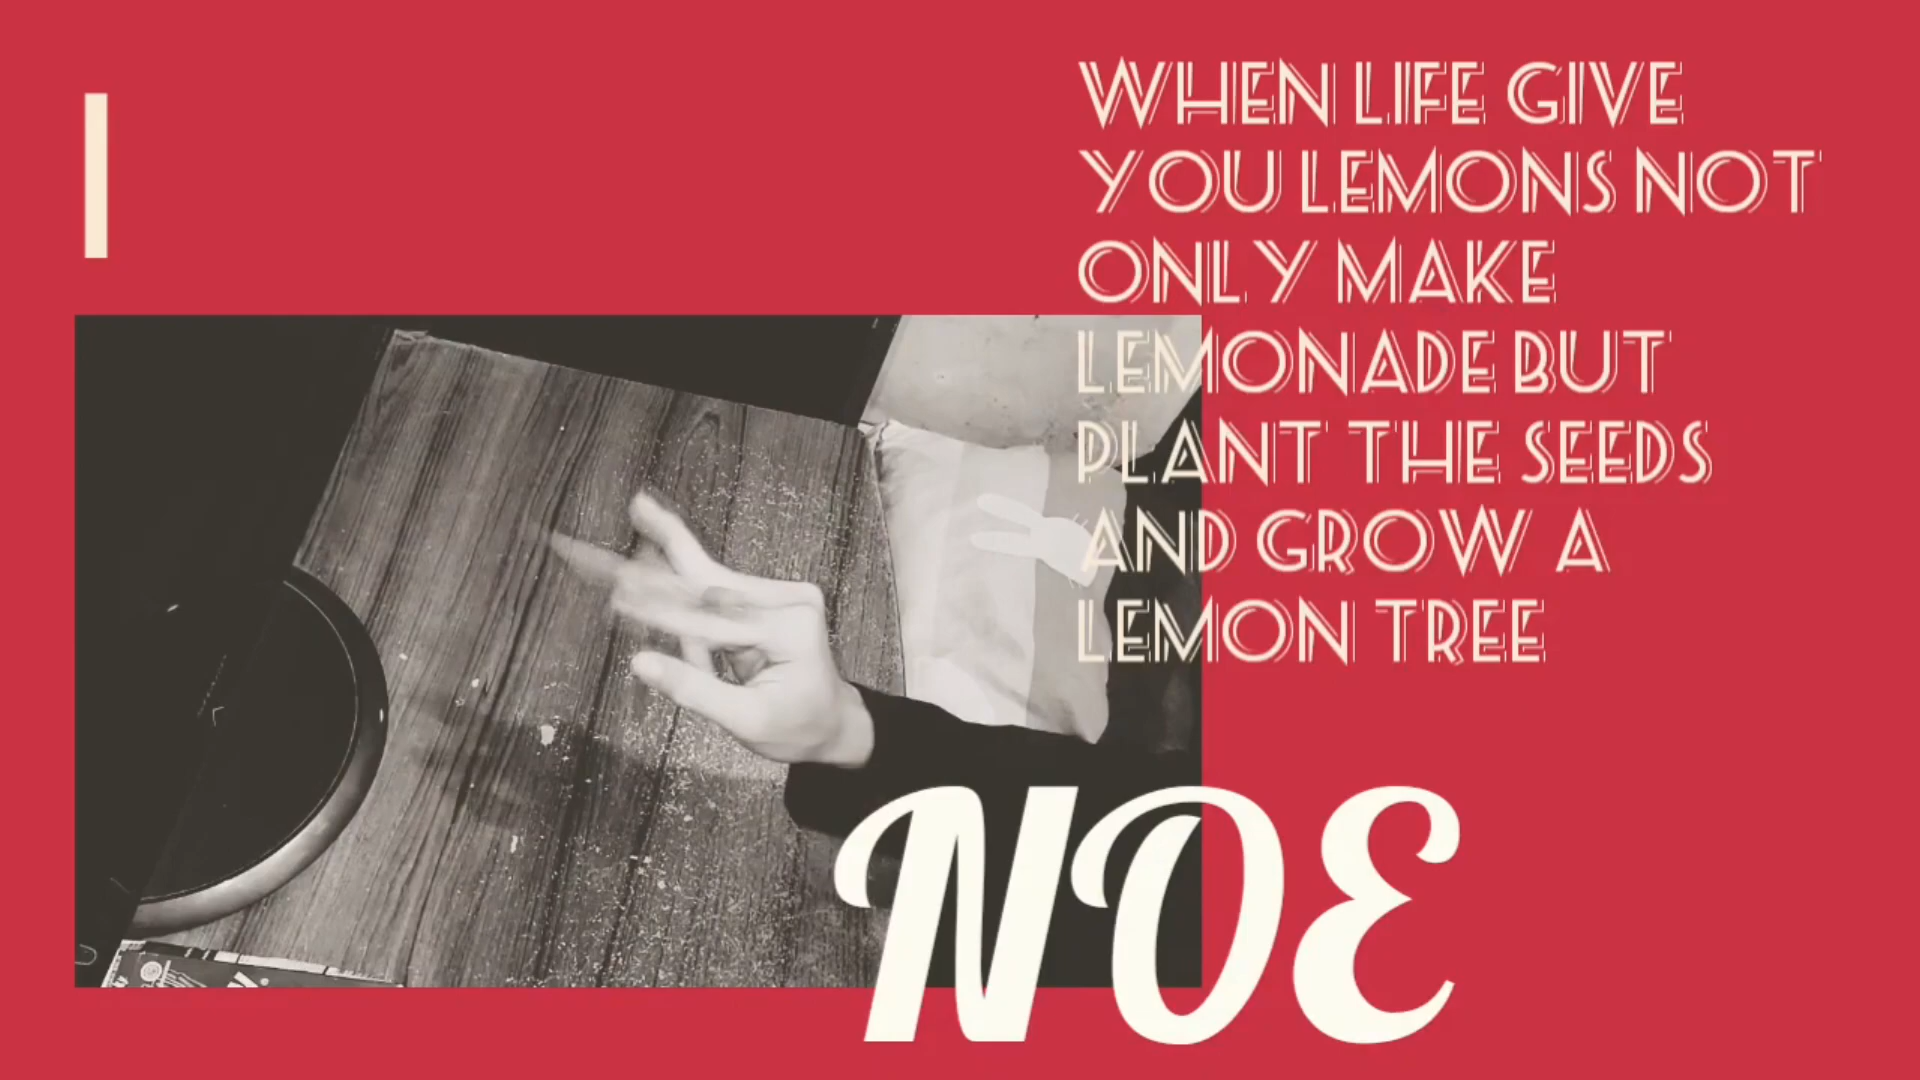 I
WHEN LIFE GIVE
YOU LEMONS NOT
ONLY MAKE
LEMONADE BUT
PLANT THE SEEDS
AND GROW A
LEMON TREE
NOE